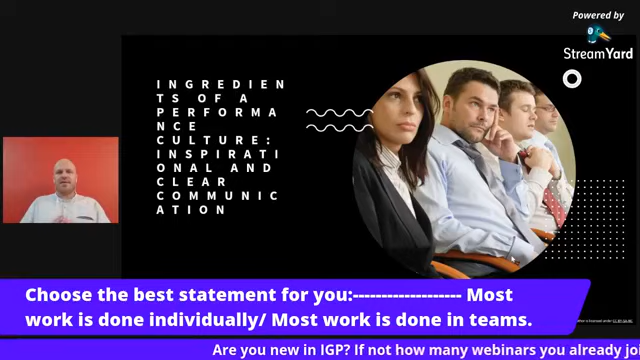 Powered by
StreamYard
INGREDIEN
TS OF A
PERFORMA
NCE
CULTURE:
INSPIRATI
ONAL AND
CLEAR
COMMUNIC
ATION
Choose the best statement for you:------------------- Most
work is done individually/ Most work is done in teams.
Are you new in IGP? If not how many webinars you already jo